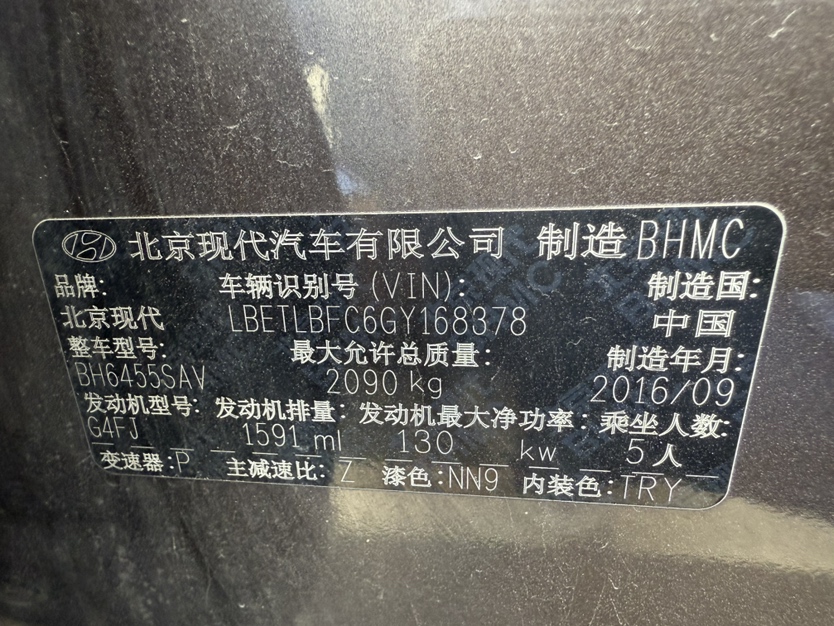 北京现代汽车有限公司 制造 BHMC
品牌: 车辆识别号 (VIN): 制造国:
北京现代 LBETLBFC6GY168378 中国
整车型号: 最大允许总质量: 制造年月:
BH6455SAV 2090 kg 2016/09
发动机型号: 发动机排量: 发动机最大净功率: 乘坐人数:
G4FJ 1591 ml 130 kw 5 人
变速器:P 主减速比: Z 漆色:NN9 内装色:TRY